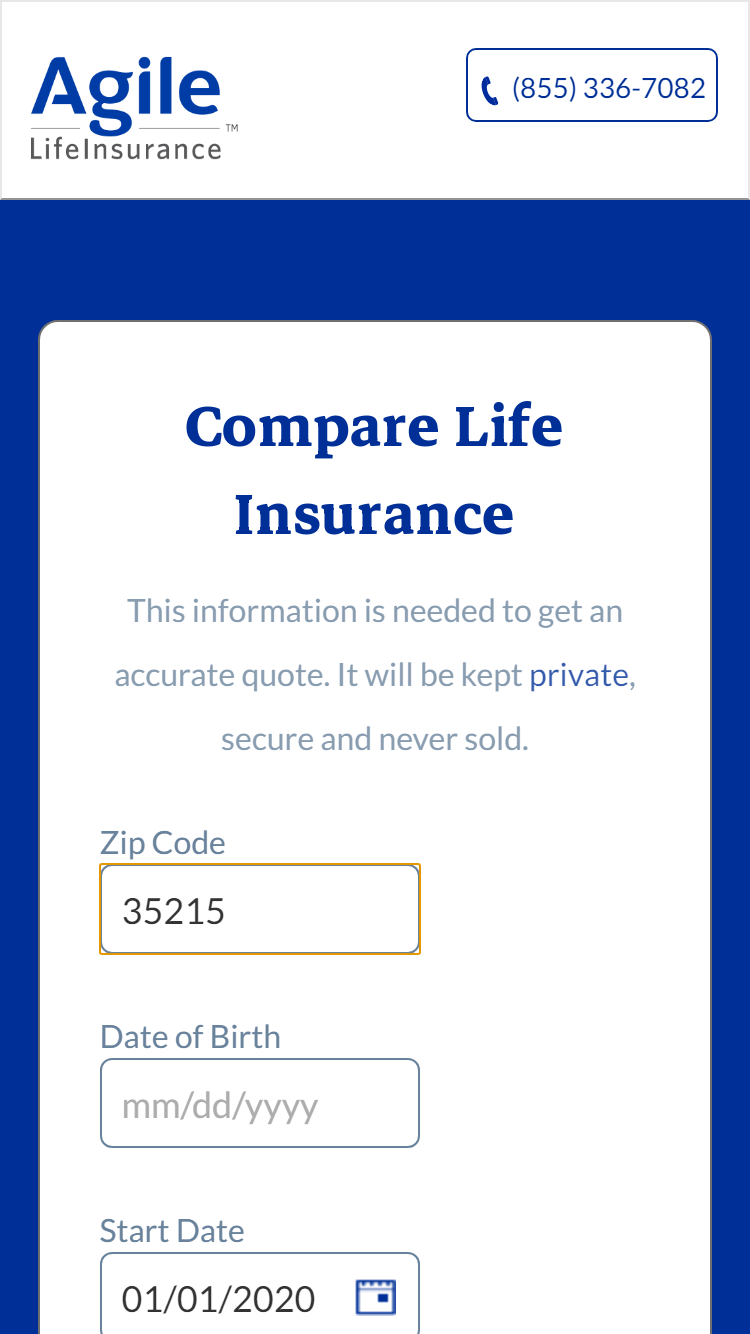 Agile
LifeInsurance™
(855) 336-7082
Compare Life
Insurance
This information is needed to get an
accurate quote. It will be kept private,
secure and never sold.
Zip Code
35215
Date of Birth
mm/dd/yyyy
Start Date
01/01/2020